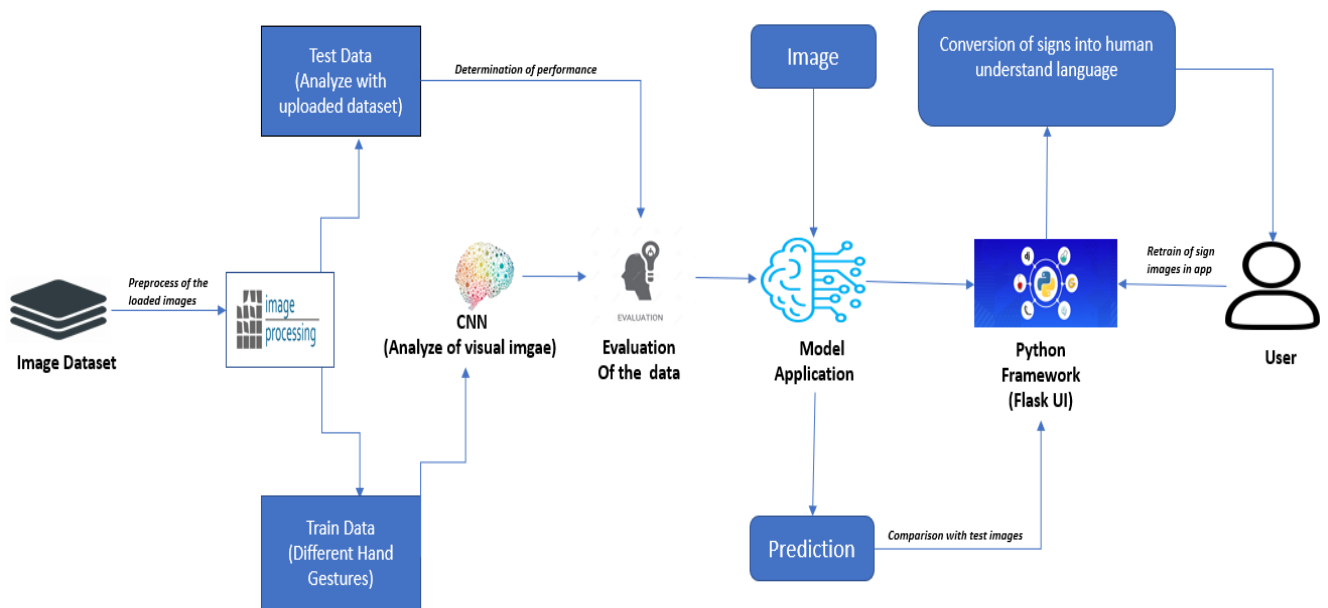 Test Data
(Analyze with
uploaded dataset)
Determination of performance
Image
Conversion of signs into human
understand language
Preprocess of the
loaded images
image
processing
Image Dataset
CNN
(Analyze of visual imgae)
EVALUATION
Evaluation
Of the data
Model
Application
dj
Python
Framework
(Flask UI)
Retrain of sign
images in app
User
Train Data
(Different Hand
Gestures)
Prediction
Comparison with test images